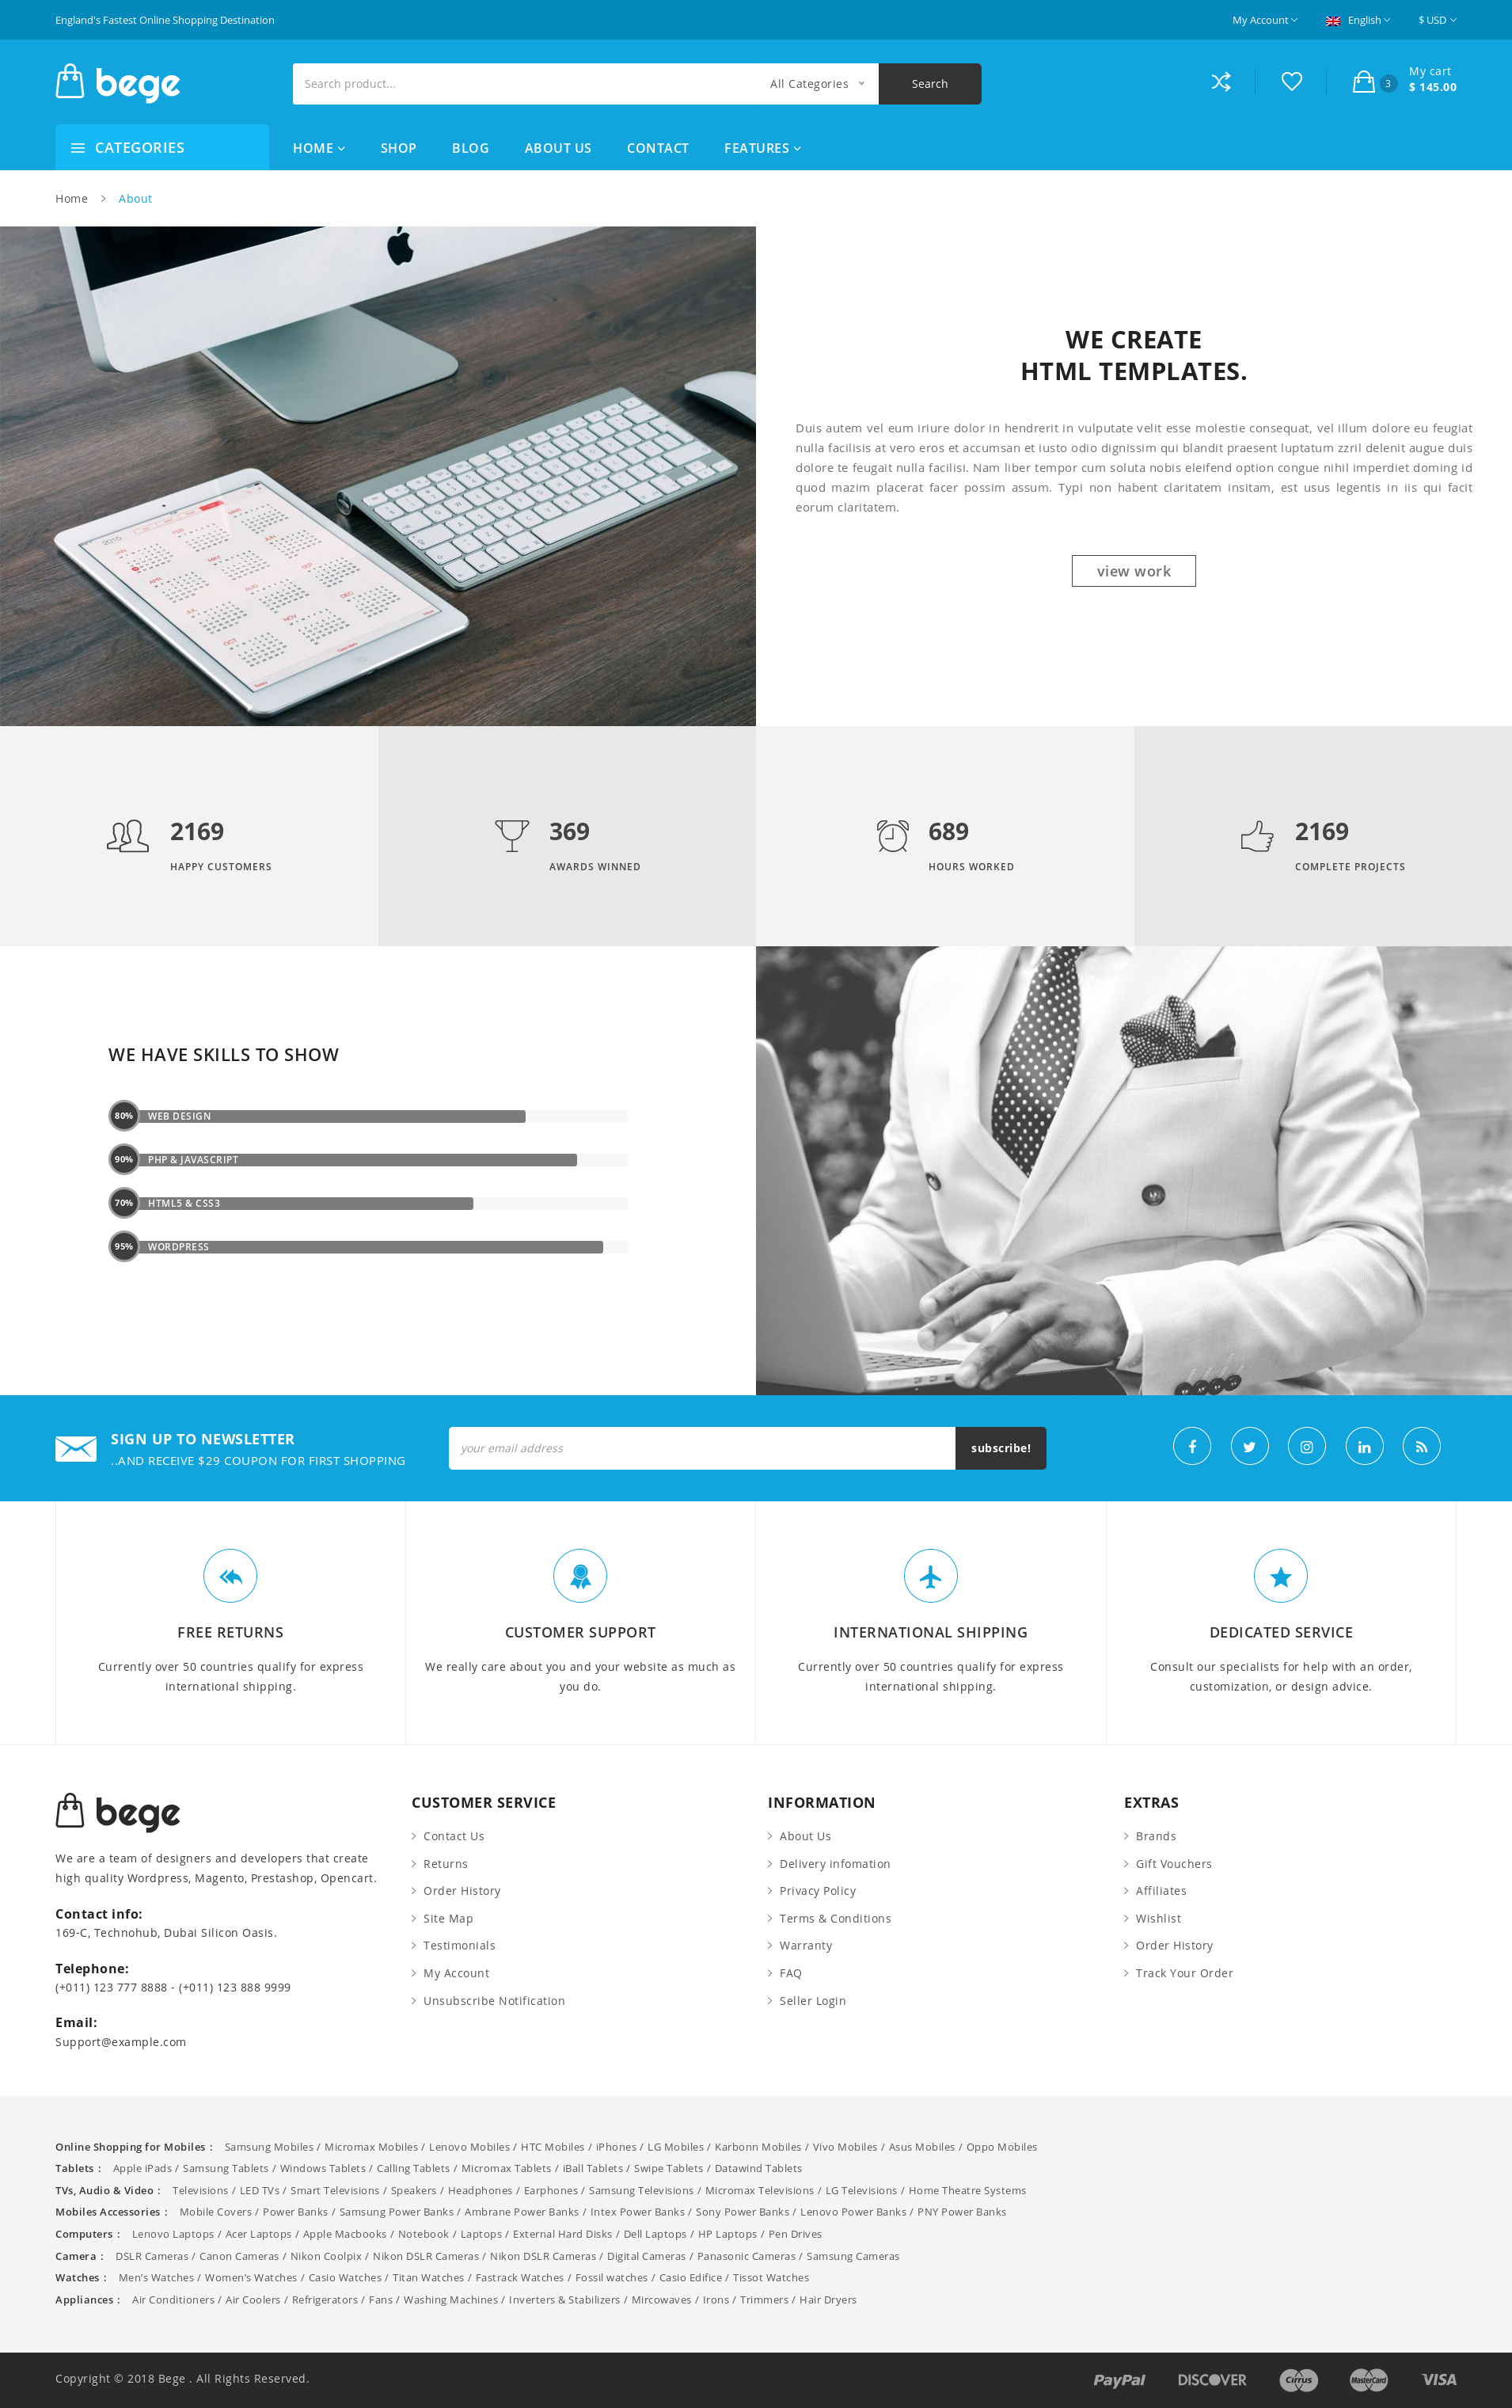 England's Fastest Online Shopping Destination
My Account
English
$ USD
bege
Search product...
All Categories
Search
3
My cart
$ 145.00
CATEGORIES
HOME
SHOP
BLOG
ABOUT US
CONTACT
FEATURES
Home
About
WE CREATE
HTML TEMPLATES.
Duis autem vel eum iriure dolor in hendrerit in vulputate velit esse molestie consequat, vel illum dolore eu feugiat
nulla facilisis at vero eros et accumsan et iusto odio dignissim qui blandit praesent luptatum zzril delenit augue duis
dolore te feugait nulla facilisi. Nam liber tempor cum soluta nobis eleifend option congue nihil imperdiet doming id
quod mazim placerat facer possim assum. Typi non habent claritatem insitam, est usus legentis in iis qui facit
eorum claritatem.
view work
2169
HAPPY CUSTOMERS
369
AWARDS WINNED
689
HOURS WORKED
2169
COMPLETE PROJECTS
WE HAVE SKILLS TO SHOW
80%
WEB DESIGN
90%
PHP & JAVASCRIPT
70%
HTML5 & CSS3
95%
WORDPRESS
SIGN UP TO NEWSLETTER
..AND RECEIVE $29 COUPON FOR FIRST SHOPPING
your email address
subscribe!
FREE RETURNS
Currently over 50 countries qualify for express
international shipping.
CUSTOMER SUPPORT
We really care about you and your website as much as
you do.
INTERNATIONAL SHIPPING
Currently over 50 countries qualify for express
international shipping.
DEDICATED SERVICE
Consult our specialists for help with an order,
customization, or design advice.
bege
We are a team of designers and developers that create
high quality Wordpress, Magento, Prestashop, Opencart.
Contact info:
169-C, Technohub, Dubai Silicon Oasis.
Telephone:
(+011) 123 777 8888 - (+011) 123 888 9999
Email:
Support@example.com
CUSTOMER SERVICE
Contact Us
Returns
Order History
Site Map
Testimonials
My Account
Unsubscribe Notification
INFORMATION
About Us
Delivery Infomation
Privacy Policy
Terms & Conditions
Warranty
FAQ
Seller Login
EXTRAS
Brands
Gift Vouchers
Affiliates
Wishlist
Order History
Track Your Order
Online Shopping for Mobiles : Samsung Mobiles / Micromax Mobiles / Lenovo Mobiles / HTC Mobiles / iPhones / LG Mobiles / Karbonn Mobiles / Vivo Mobiles / Asus Mobiles / Oppo Mobiles
Tablets : Apple iPads / Samsung Tablets / Windows Tablets / Calling Tablets / Micromax Tablets / iBall Tablets / Swipe Tablets / Datawind Tablets
TVs, Audio & Video : Televisions / LED TVs / Smart Televisions / Speakers / Headphones / Earphones / Samsung Televisions / Micromax Televisions / LG Televisions / Home Theatre Systems
Mobiles Accessories : Mobile Covers / Power Banks / Samsung Power Banks / Ambrane Power Banks / Intex Power Banks / Sony Power Banks / Lenovo Power Banks / PNY Power Banks
Computers : Lenovo Laptops / Acer Laptops / Apple Macbooks / Notebook / Laptops / External Hard Disks / Dell Laptops / HP Laptops / Pen Drives
Camera : DSLR Cameras / Canon Cameras / Nikon Coolpix / Nikon DSLR Cameras / Nikon DSLR Cameras / Digital Cameras / Panasonic Cameras / Samsung Cameras
Watches : Men’s Watches / Women’s Watches / Casio Watches / Titan Watches / Fastrack Watches / Fossil watches / Casio Edifice / Tissot Watches
Appliances : Air Conditioners / Air Coolers / Refrigerators / Fans / Washing Machines / Inverters & Stabilizers / Mircowaves / Irons / Trimmers / Hair Dryers
Copyright © 2018 Bege . All Rights Reserved.
PayPal
DISCOVER
Cirrus
MasterCard
VISA